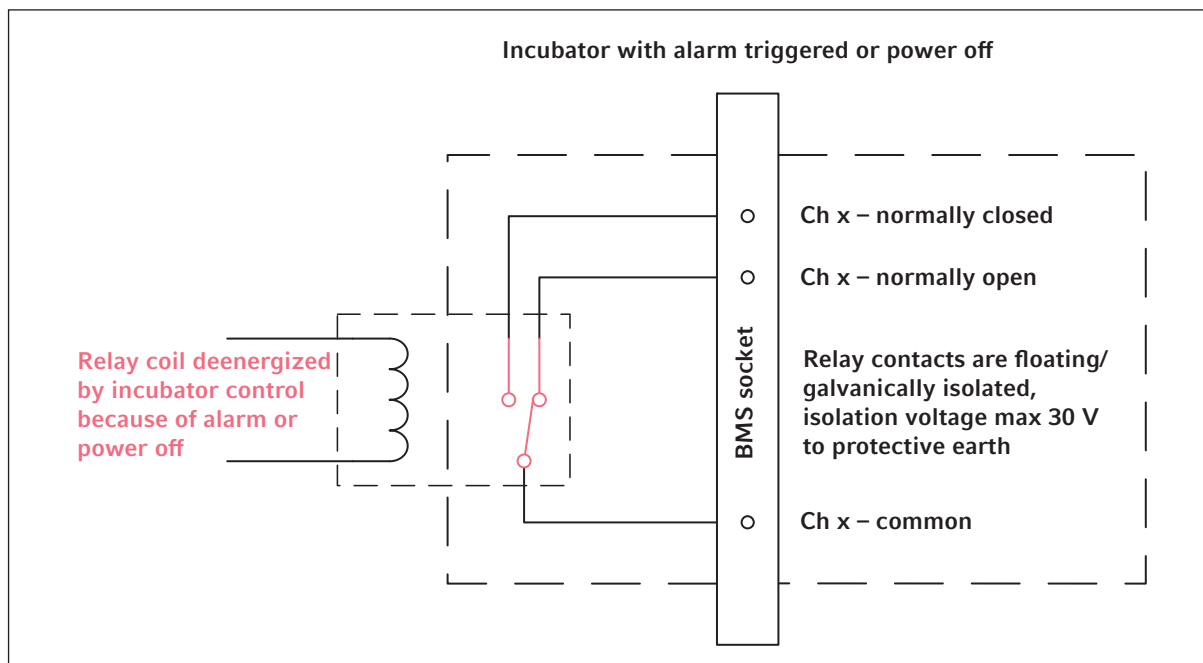 Incubator with alarm triggered or power off
Ch x – normally closed
Ch x – normally open
Relay coil deenergized
by incubator control
because of alarm or
power off
BMS socket
Relay contacts are floating/
galvanically isolated,
isolation voltage max 30 V
to protective earth
Ch x – common